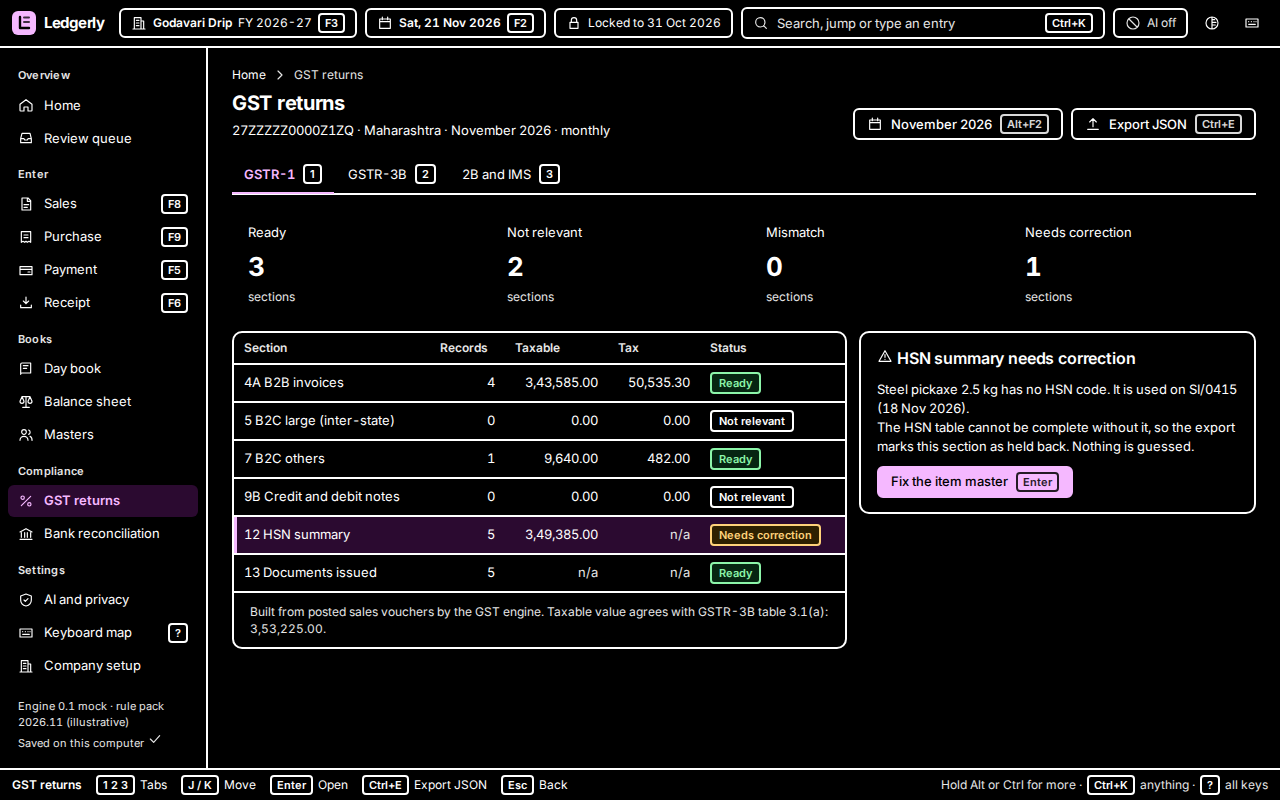 Ledgerly
Godavari Drip FY 2026-27 F3
Sat, 21 Nov 2026 F2
Locked to 31 Oct 2026
Search, jump or type an entry Ctrl+K
AI off
Overview
Home
Review queue
Enter
Sales F8
Purchase F9
Payment F5
Receipt F6
Books
Day book
Balance sheet
Masters
Compliance
GST returns
Bank reconciliation
Settings
AI and privacy
Keyboard map ?
Company setup
Engine 0.1 mock · rule pack
2026.11 (illustrative)
Saved on this computer
Home GST returns
GST returns
27ZZZZZ0000Z1ZQ · Maharashtra · November 2026 · monthly
November 2026 Alt+F2
Export JSON Ctrl+E
GSTR-1 1 GSTR-3B 2 2B and IMS 3
Ready Not relevant Mismatch Needs correction
3 2 0 1
sections sections sections sections
Section Records Taxable Tax Status
4A B2B invoices 4 3,43,585.00 50,535.30 Ready
5 B2C large (inter-state) 0 0.00 0.00 Not relevant
7 B2C others 1 9,640.00 482.00 Ready
9B Credit and debit notes 0 0.00 0.00 Not relevant
12 HSN summary 5 3,49,385.00 n/a Needs correction
13 Documents issued 5 n/a n/a Ready
Built from posted sales vouchers by the GST engine. Taxable value agrees with GSTR-3B table 3.1(a):
3,53,225.00.
HSN summary needs correction
Steel pickaxe 2.5 kg has no HSN code. It is used on SI/0415
(18 Nov 2026).
The HSN table cannot be complete without it, so the export
marks this section as held back. Nothing is guessed.
Fix the item master Enter
GST returns 1 2 3 Tabs J / K Move Enter Open Ctrl+E Export JSON Esc Back
Hold Alt or Ctrl for more · Ctrl+K anything · ? all keys